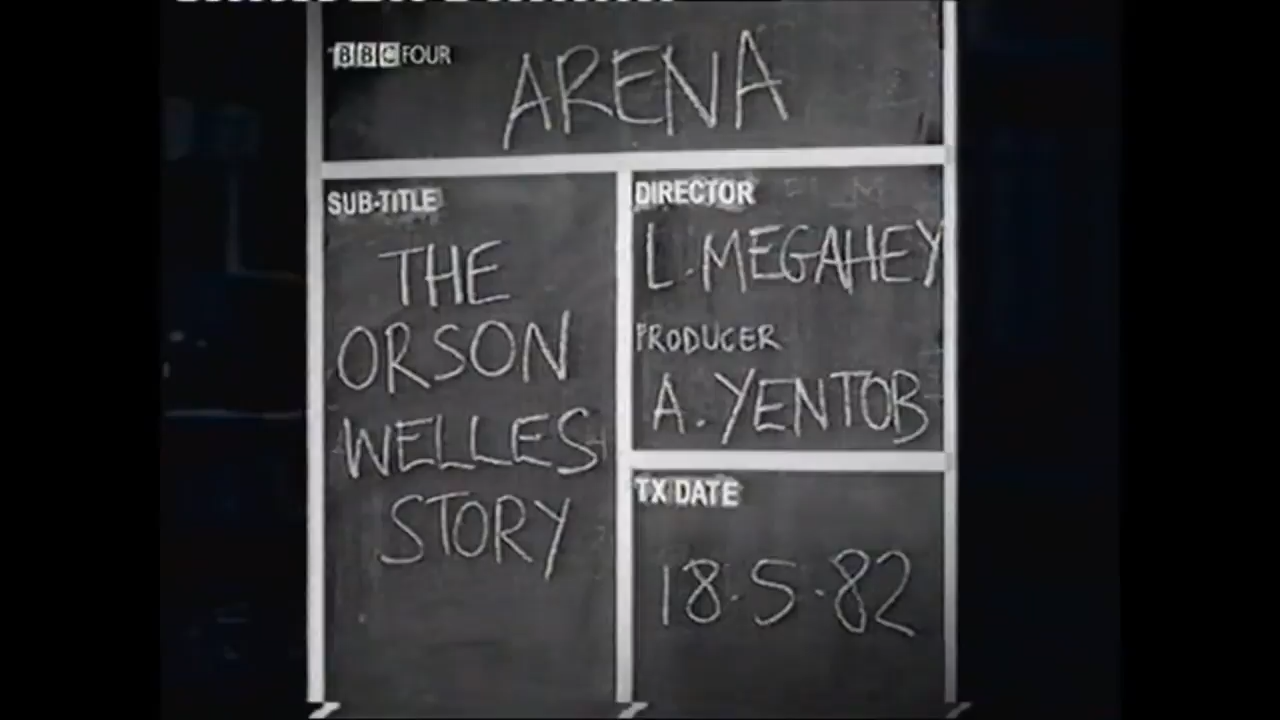 BBC FOUR
ARENA
SUB-TITLE
THE
ORSON
WELLES
STORY
DIRECTOR
L. MEGAHEY
PRODUCER
A. YENTOB
TX DATE
18.5.82